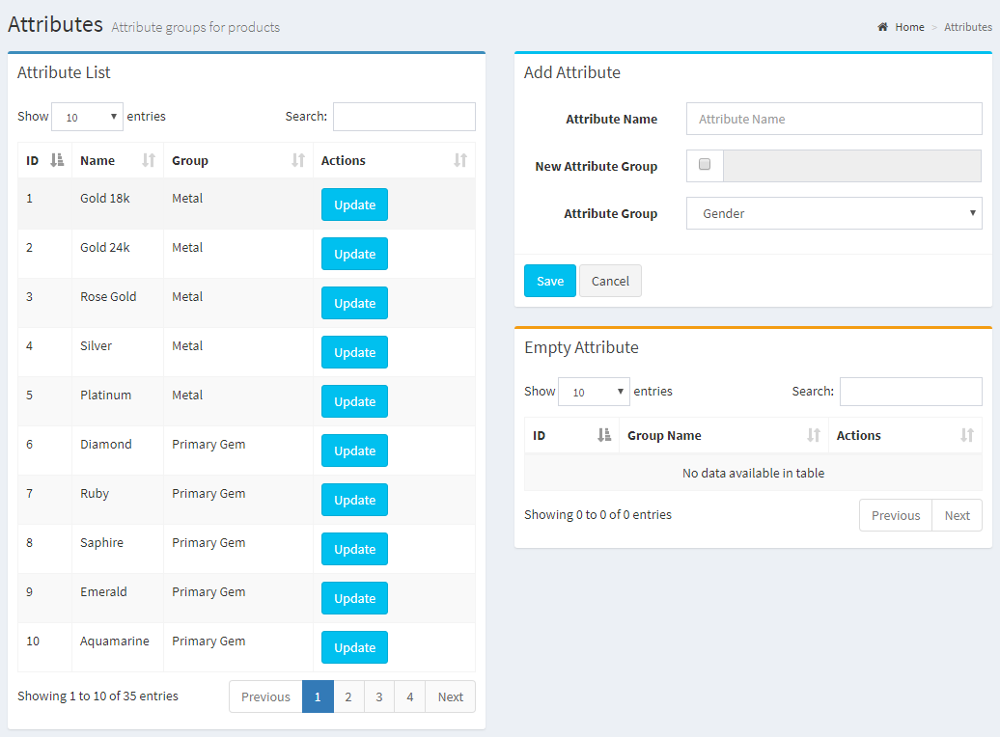 Attributes Attribute groups for products
Home > Attributes
Attribute List
Show 10 entries Search:
ID Name Group Actions
1 Gold 18k Metal Update
2 Gold 24k Metal Update
3 Rose Gold Metal Update
4 Silver Metal Update
5 Platinum Metal Update
6 Diamond Primary Gem Update
7 Ruby Primary Gem Update
8 Saphire Primary Gem Update
9 Emerald Primary Gem Update
10 Aquamarine Primary Gem Update
Showing 1 to 10 of 35 entries Previous 1 2 3 4 Next
Add Attribute
Attribute Name Attribute Name
New Attribute Group
Attribute Group Gender
Save Cancel
Empty Attribute
Show 10 entries Search:
ID Group Name Actions
No data available in table
Showing 0 to 0 of 0 entries Previous Next